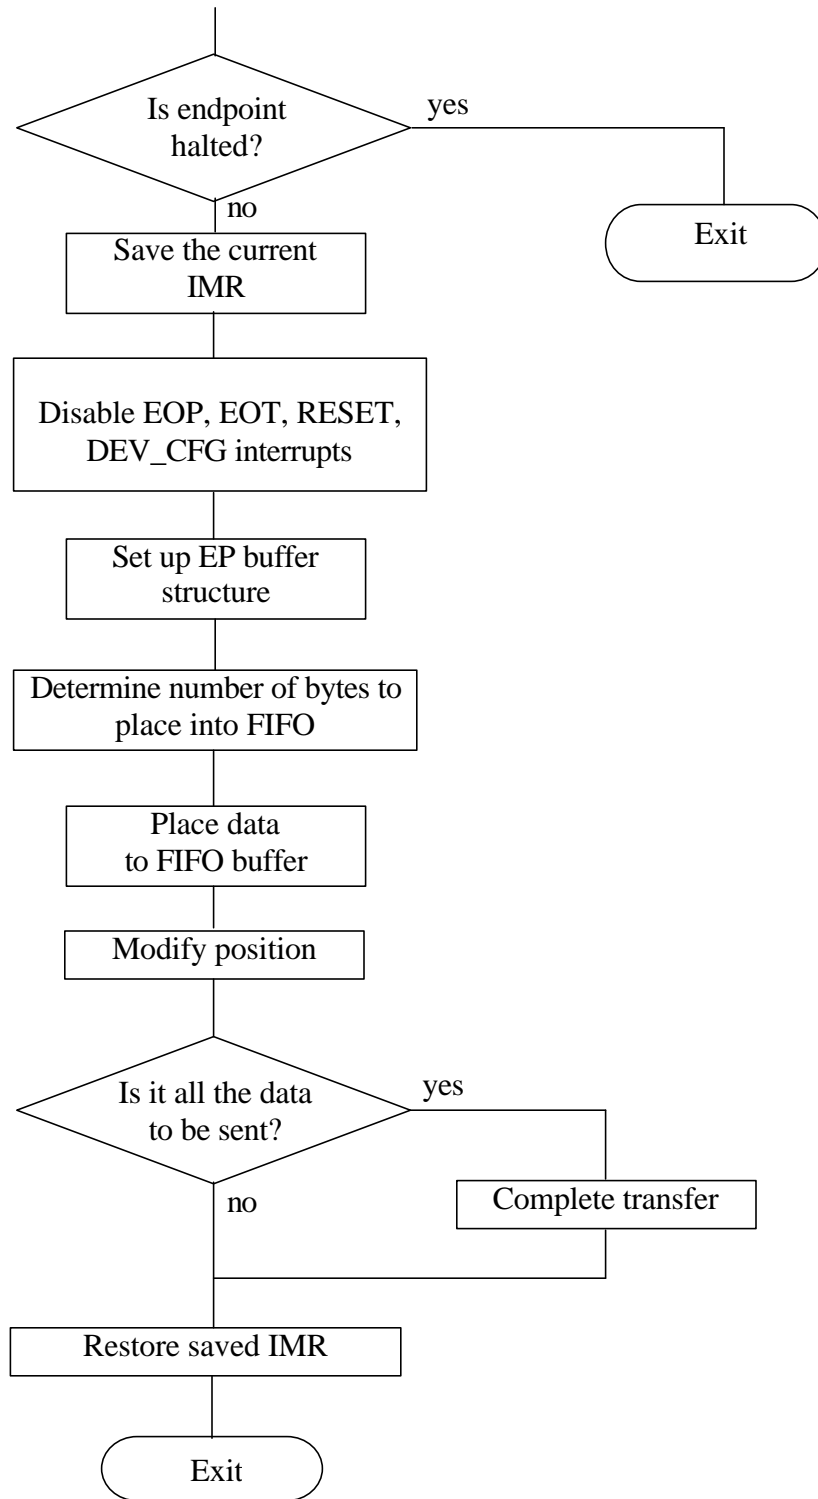 Is endpoint
halted?
yes
no
Exit
Save the current
IMR
Disable EOP, EOT, RESET,
DEV_CFG interrupts
Set up EP buffer
structure
Determine number of bytes to
place into FIFO
Place data
to FIFO buffer
Modify position
Is it all the data
to be sent?
yes
no
Complete transfer
Restore saved IMR
Exit